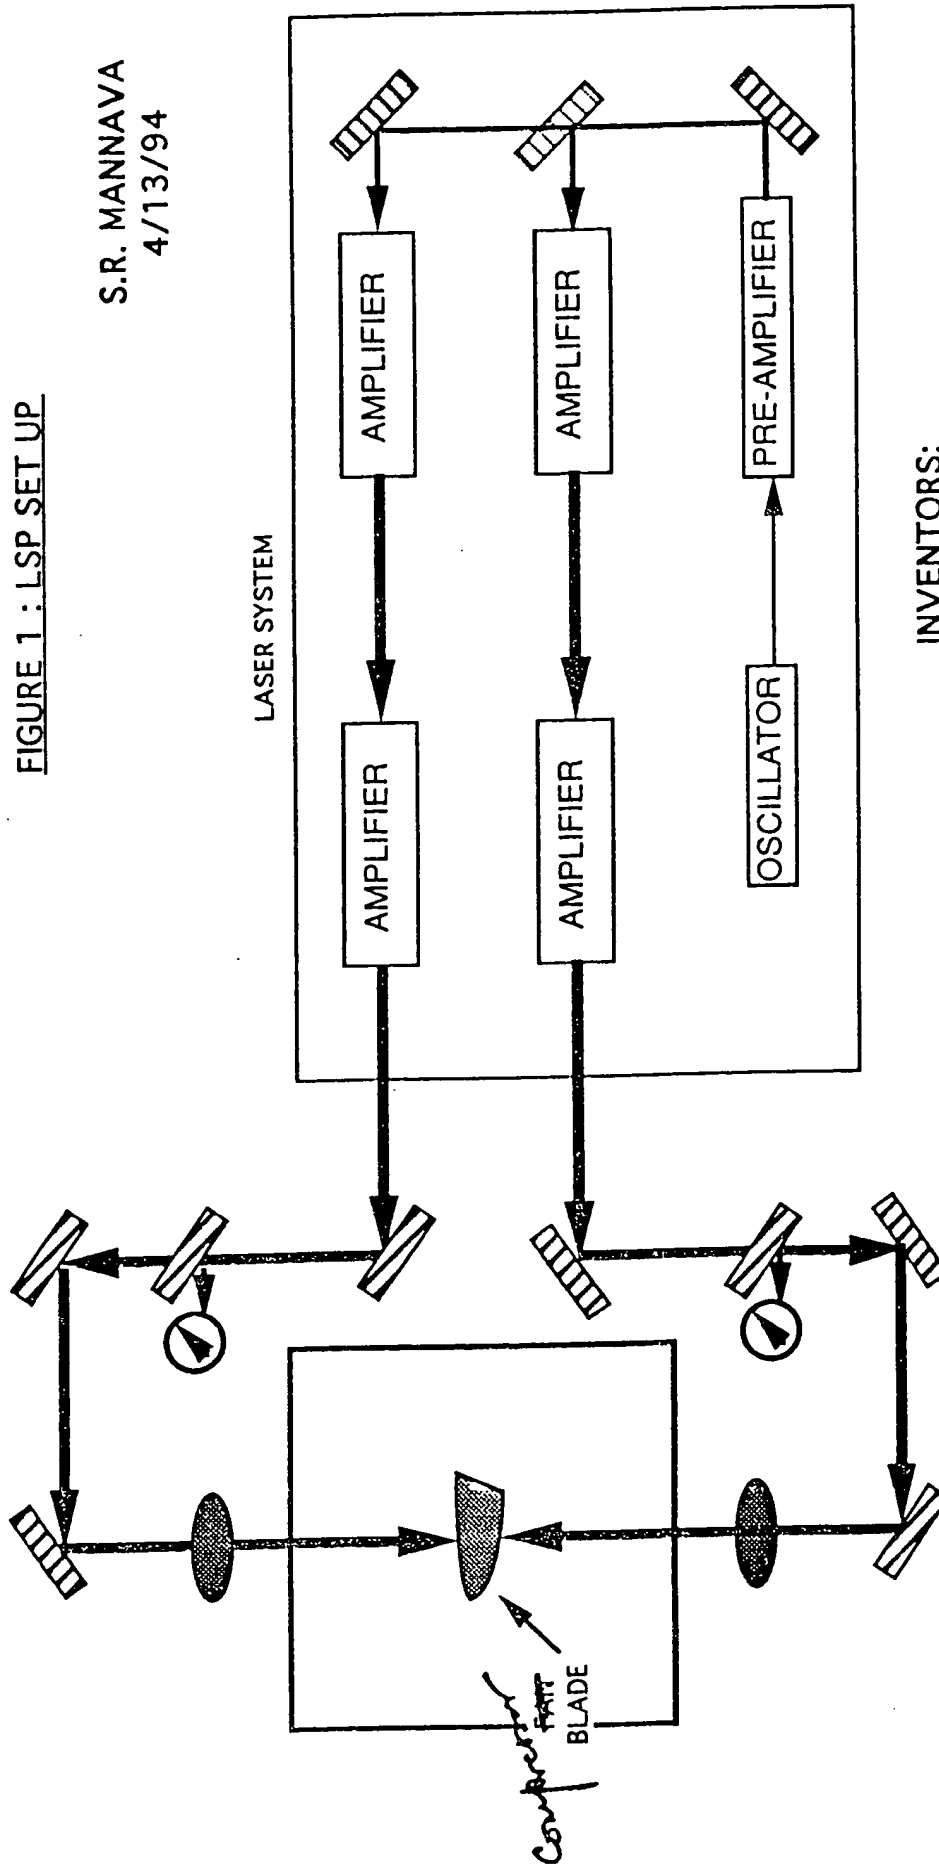 FIGURE 1 : LSP SET UP
S.R. MANNAVA
4/13/94
LASER SYSTEM
AMPLIFIER
AMPLIFIER
AMPLIFIER
AMPLIFIER
OSCILLATOR
PRE-AMPLIFIER
Compressor
FAN
BLADE
INVENTORS: